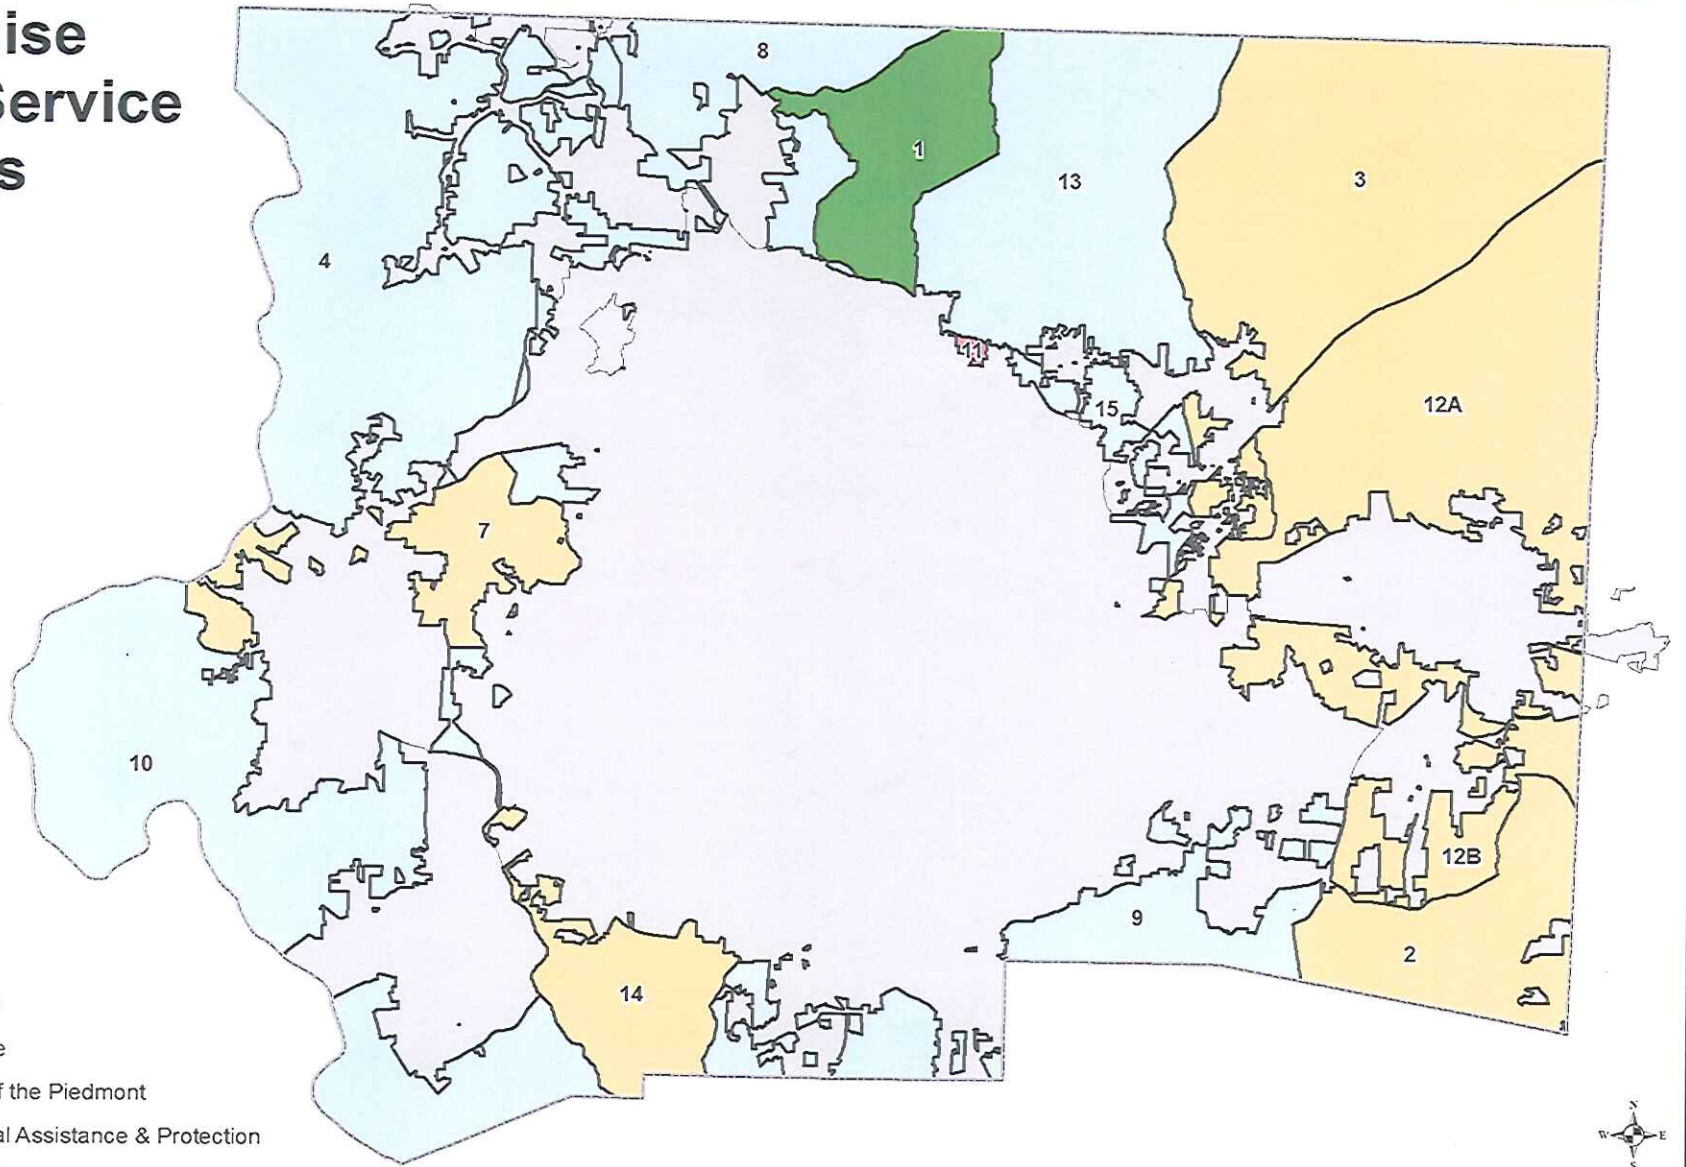 ise
Service
s
8
1
13
3
4
11
12A
15
7
10
12B
9
2
14
e
f the Piedmont
al Assistance & Protection
N
W E
S